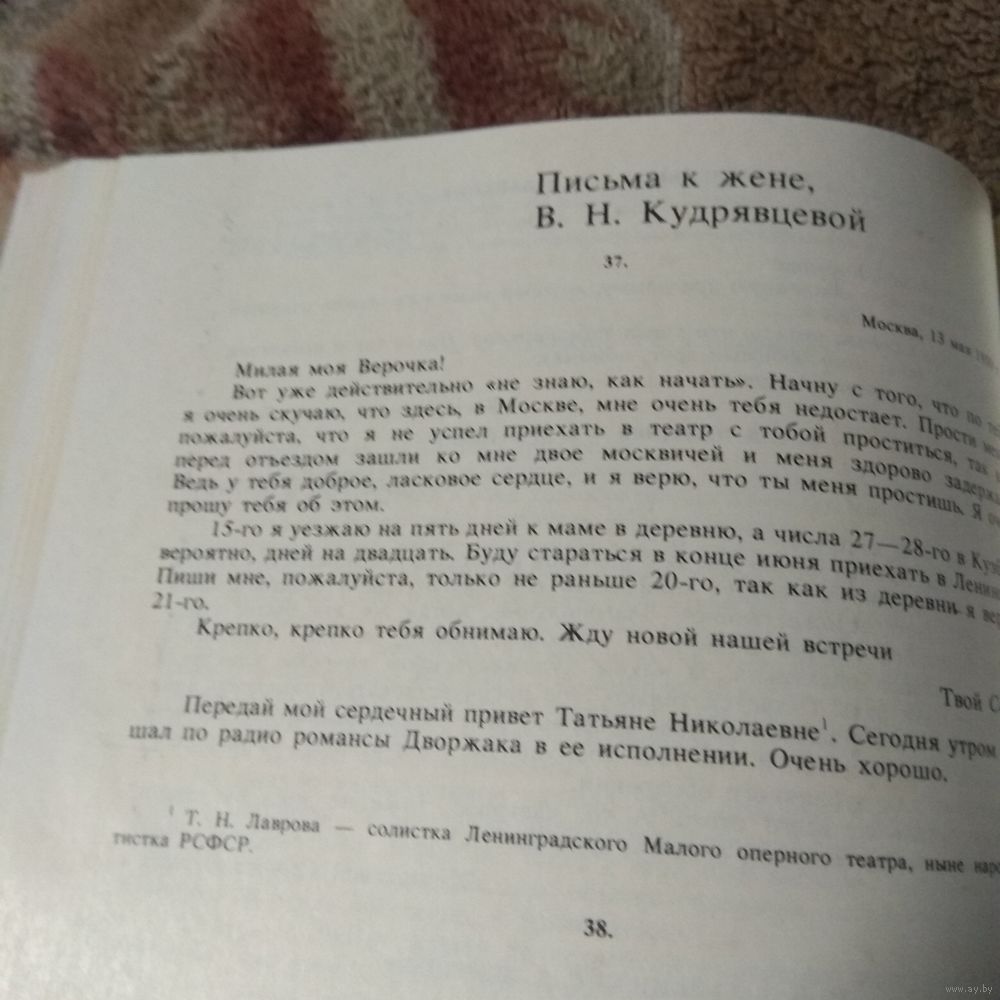 Письма к жене,
В. Н. Кудрявцевой
37.
Москва, 13 мая
Милая моя Верочка!
Вот уже действительно «не знаю, как начать». Начну с того, что по
я очень скучаю, что здесь, в Москве, мне очень тебя недостает. Прости
пожалуйста, что я не успел приехать в театр с тобой проститься, так
перед отъездом зашли ко мне двое москвичей и меня здорово
Ведь у тебя доброе, ласковое сердце, и я верю, что ты меня простишь. Я
прошу тебя об этом.
15-го я уезжаю на пять дней к маме в деревню, а числа 27—28-го в
вероятно, дней на двадцать. Буду стараться в конце июня приехать в
Пиши мне, пожалуйста, только не раньше 20-го, так как из деревни я
21-го.
Крепко, крепко тебя обнимаю. Жду новой нашей встречи
Твой
Передай мой сердечный привет Татьяне Николаевне¹. Сегодня утром
шал по радио романсы Дворжака в ее исполнении. Очень хорошо.
¹ Т. Н. Лаврова — солистка Ленинградского Малого оперного театра, ныне
тистка РСФСР.
38.
www.ay.by